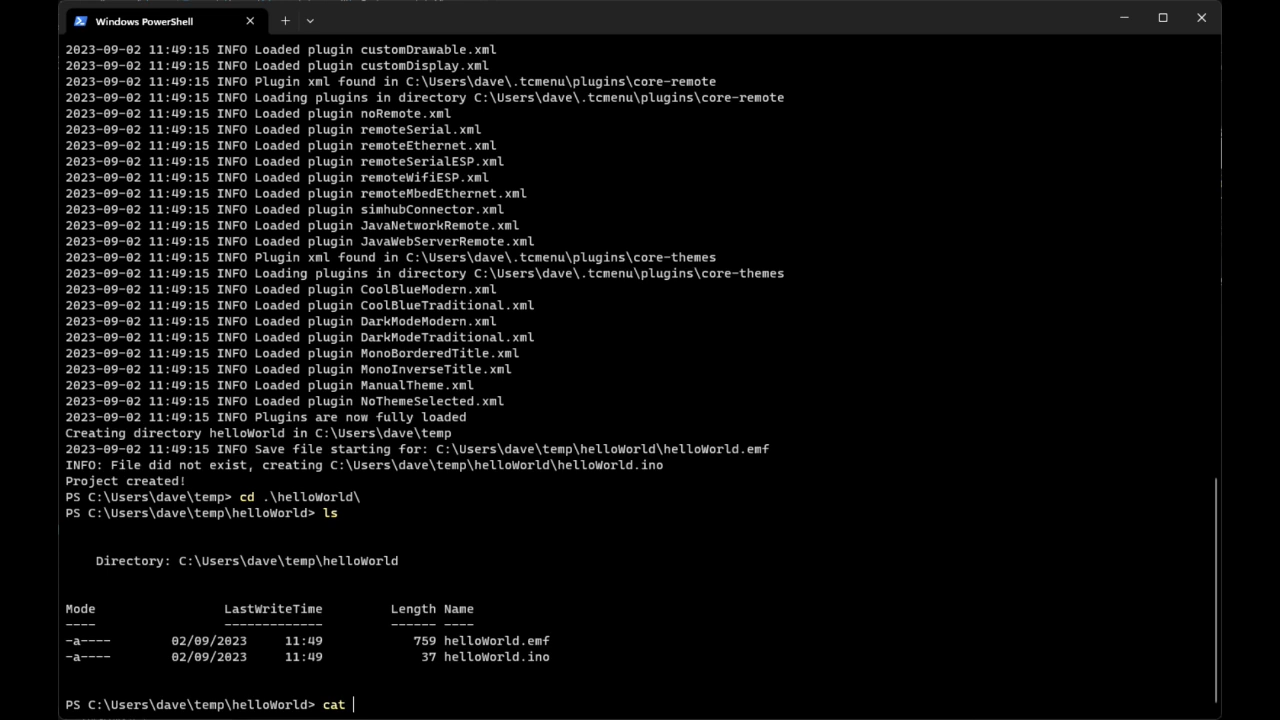 Windows PowerShell
2023-09-02 11:49:15 INFO Loaded plugin customDrawable.xml
2023-09-02 11:49:15 INFO Loaded plugin customDisplay.xml
2023-09-02 11:49:15 INFO Plugin xml found in C:\Users\dave\.tcmenu\plugins\core-remote
2023-09-02 11:49:15 INFO Loading plugins in directory C:\Users\dave\.tcmenu\plugins\core-remote
2023-09-02 11:49:15 INFO Loaded plugin noRemote.xml
2023-09-02 11:49:15 INFO Loaded plugin remoteSerial.xml
2023-09-02 11:49:15 INFO Loaded plugin remoteEthernet.xml
2023-09-02 11:49:15 INFO Loaded plugin remoteSerialESP.xml
2023-09-02 11:49:15 INFO Loaded plugin remoteWifiESP.xml
2023-09-02 11:49:15 INFO Loaded plugin remoteMbedEthernet.xml
2023-09-02 11:49:15 INFO Loaded plugin simhubConnector.xml
2023-09-02 11:49:15 INFO Loaded plugin JavaNetworkRemote.xml
2023-09-02 11:49:15 INFO Loaded plugin JavaWebServerRemote.xml
2023-09-02 11:49:15 INFO Plugin xml found in C:\Users\dave\.tcmenu\plugins\core-themes
2023-09-02 11:49:15 INFO Loading plugins in directory C:\Users\dave\.tcmenu\plugins\core-themes
2023-09-02 11:49:15 INFO Loaded plugin CoolBlueModern.xml
2023-09-02 11:49:15 INFO Loaded plugin CoolBlueTraditional.xml
2023-09-02 11:49:15 INFO Loaded plugin DarkModeModern.xml
2023-09-02 11:49:15 INFO Loaded plugin DarkModeTraditional.xml
2023-09-02 11:49:15 INFO Loaded plugin MonoBorderedTitle.xml
2023-09-02 11:49:15 INFO Loaded plugin MonoInverseTitle.xml
2023-09-02 11:49:15 INFO Loaded plugin ManualTheme.xml
2023-09-02 11:49:15 INFO Loaded plugin NoThemeSelected.xml
2023-09-02 11:49:15 INFO Plugins are now fully loaded
Creating directory helloWorld in C:\Users\dave\temp
2023-09-02 11:49:15 INFO Save file starting for: C:\Users\dave\temp\helloWorld\helloWorld.emf
INFO: File did not exist, creating C:\Users\dave\temp\helloWorld\helloWorld.ino
Project created!
PS C:\Users\dave\temp> cd .\helloWorld\
PS C:\Users\dave\temp\helloWorld> ls
Directory: C:\Users\dave\temp\helloWorld
Mode LastWriteTime Length Name
---- ------------- ------ ----
-a---- 02/09/2023 11:49 759 helloWorld.emf
-a---- 02/09/2023 11:49 37 helloWorld.ino
PS C:\Users\dave\temp\helloWorld> cat